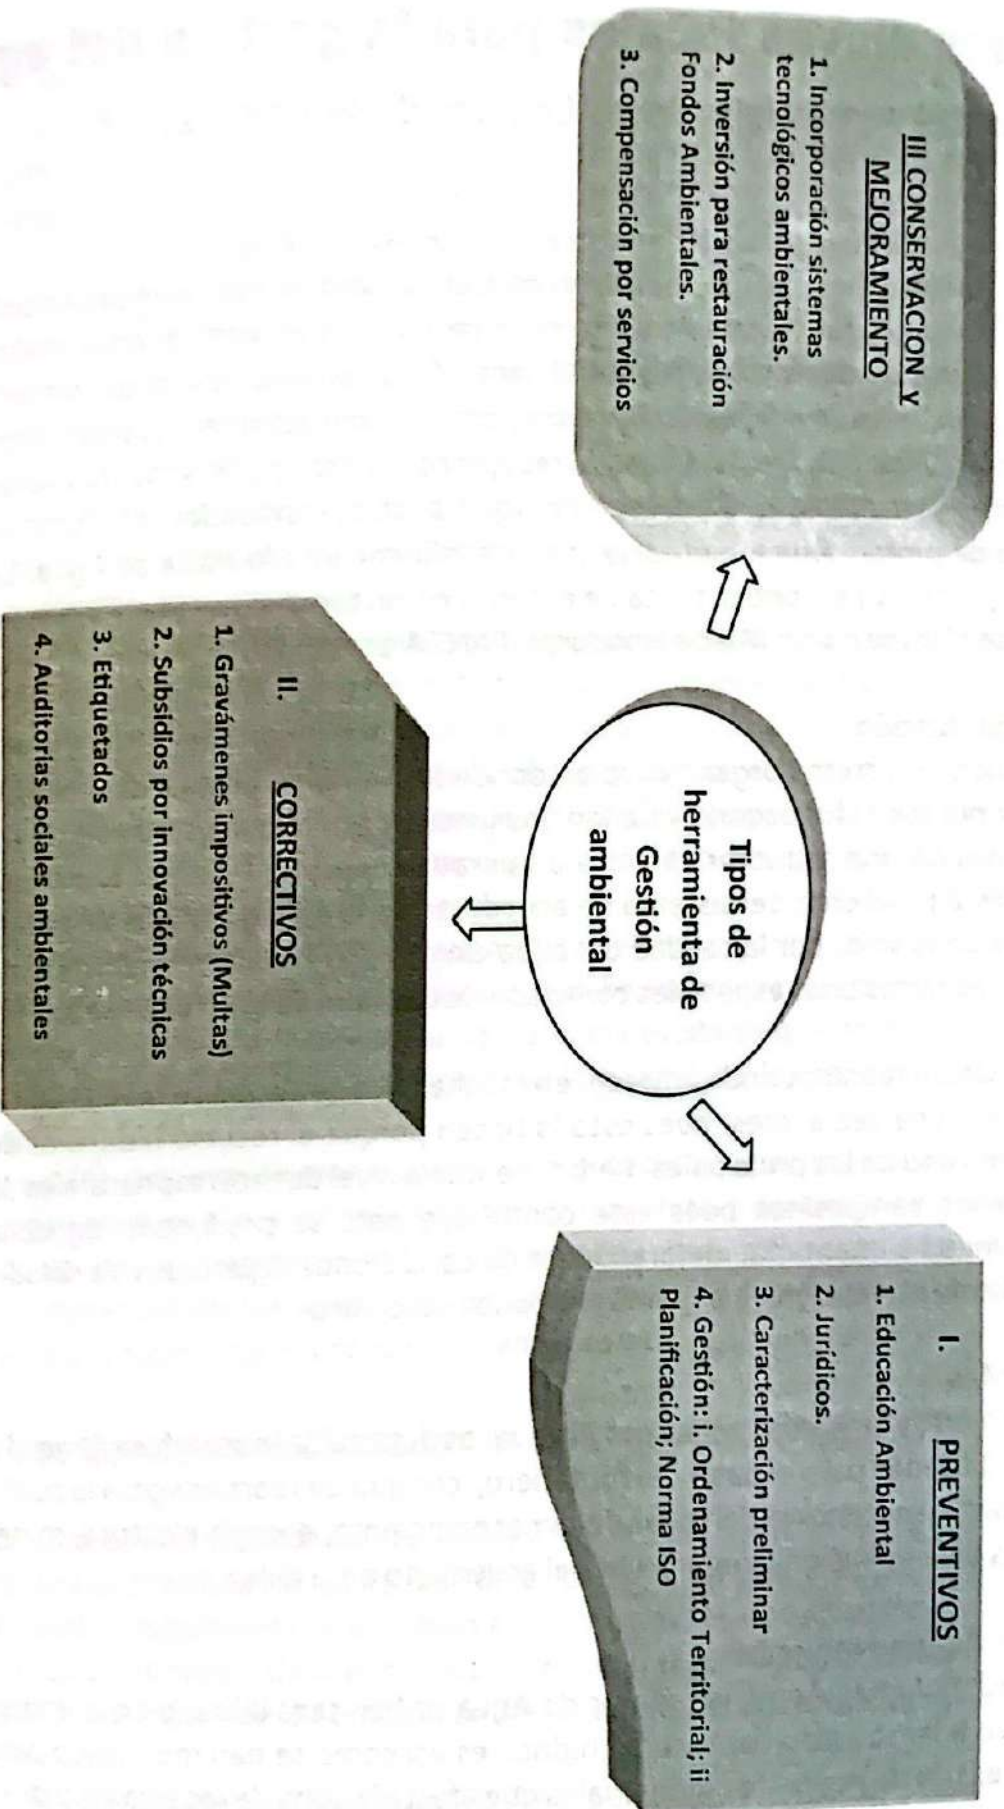 III CONSERVACION Y
MEJORAMIENTO
1. Incorporación sistemas
tecnológicos ambientales.
2. Inversión para restauración
Fondos Ambientales.
3. Compensación por servicios
Tipos de
herramienta de
Gestión
ambiental
I. PREVENTIVOS
1. Educación Ambiental
2. Jurídicos.
3. Caracterización preliminar
4. Gestión: i. Ordenamiento Territorial; ii
Planificación; Norma ISO
II. CORRECTIVOS
1. Gravámenes impositivos (Multas)
2. Subsidios por innovación técnicas
3. Etiquetados
4. Auditorías sociales ambientales